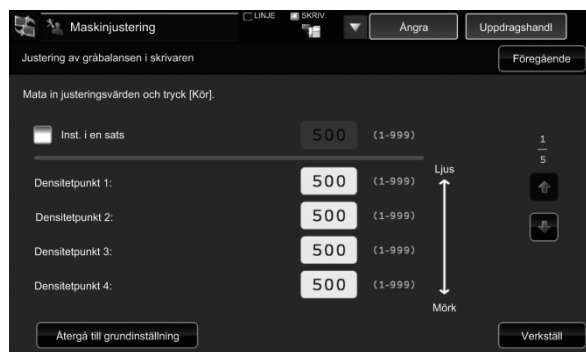 Maskinjustering
LINJE
SKRIV.
Ångra
Uppdragshandl
Justering av gråbalansen i skrivaren
Föregående
Mata in justeringsvärden och tryck [Kör].
Inst. i en sats 500 (1-999)
1
5
Ljus
Densitetpunkt 1: 500 (1-999)
Densitetpunkt 2: 500 (1-999)
Densitetpunkt 3: 500 (1-999)
Densitetpunkt 4: 500 (1-999)
Mörk
Återgå till grundinställning
Verkställ